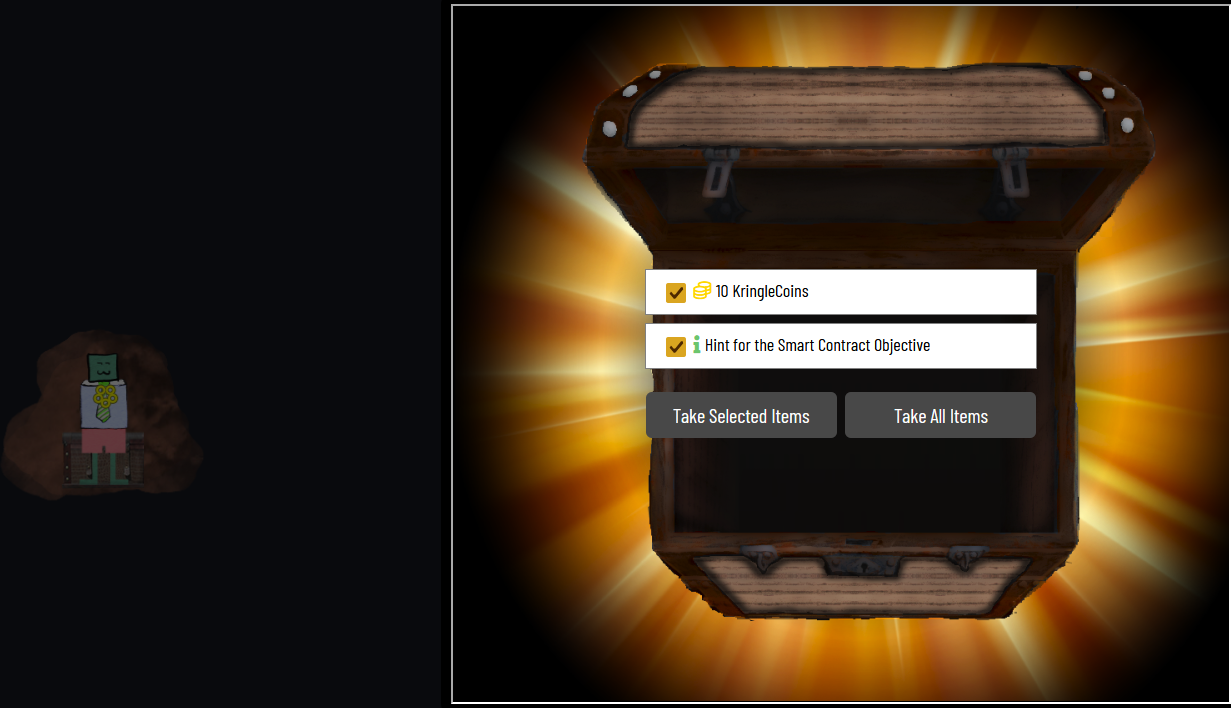 10 KringleCoins
Hint for the Smart Contract Objective
Take Selected Items
Take All Items